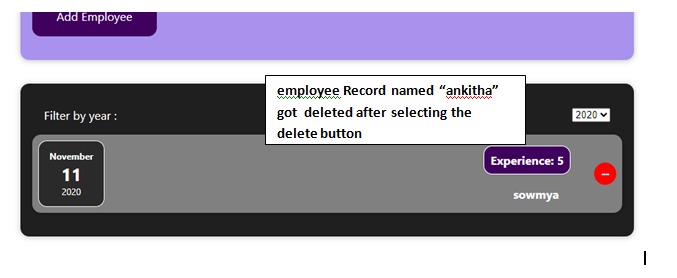 Add Employee
employee Record named “ankitha”
got deleted after selecting the
delete button
Filter by year :
2020
November
11
2020
Experience: 5
sowmya